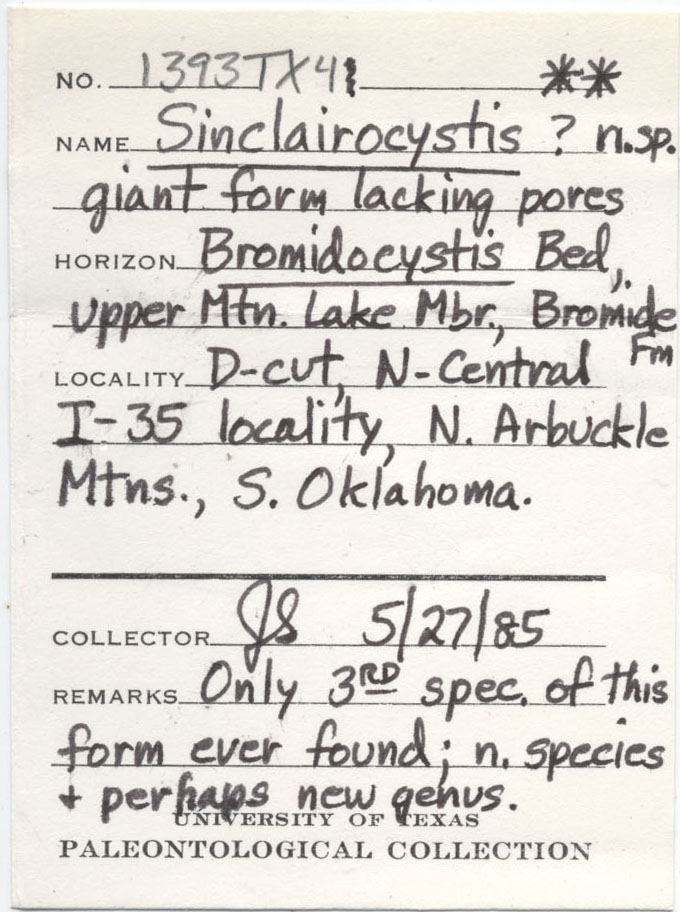 NO. 1393TX41 **
NAME Sinclairocystis ? n.sp.
giant form lacking pores
HORIZON Bromidocystis Bed,
upper Mtn. Lake Mbr., Bromide
Fm
LOCALITY D-cut, N-Central
I-35 locality, N. Arbuckle
Mtns., S. Oklahoma.
COLLECTOR JS 5/27/85
REMARKS Only 3RD spec. of this
form ever found; n. species
+ perhaps new genus.
UNIVERSITY OF TEXAS
PALEONTOLOGICAL COLLECTION